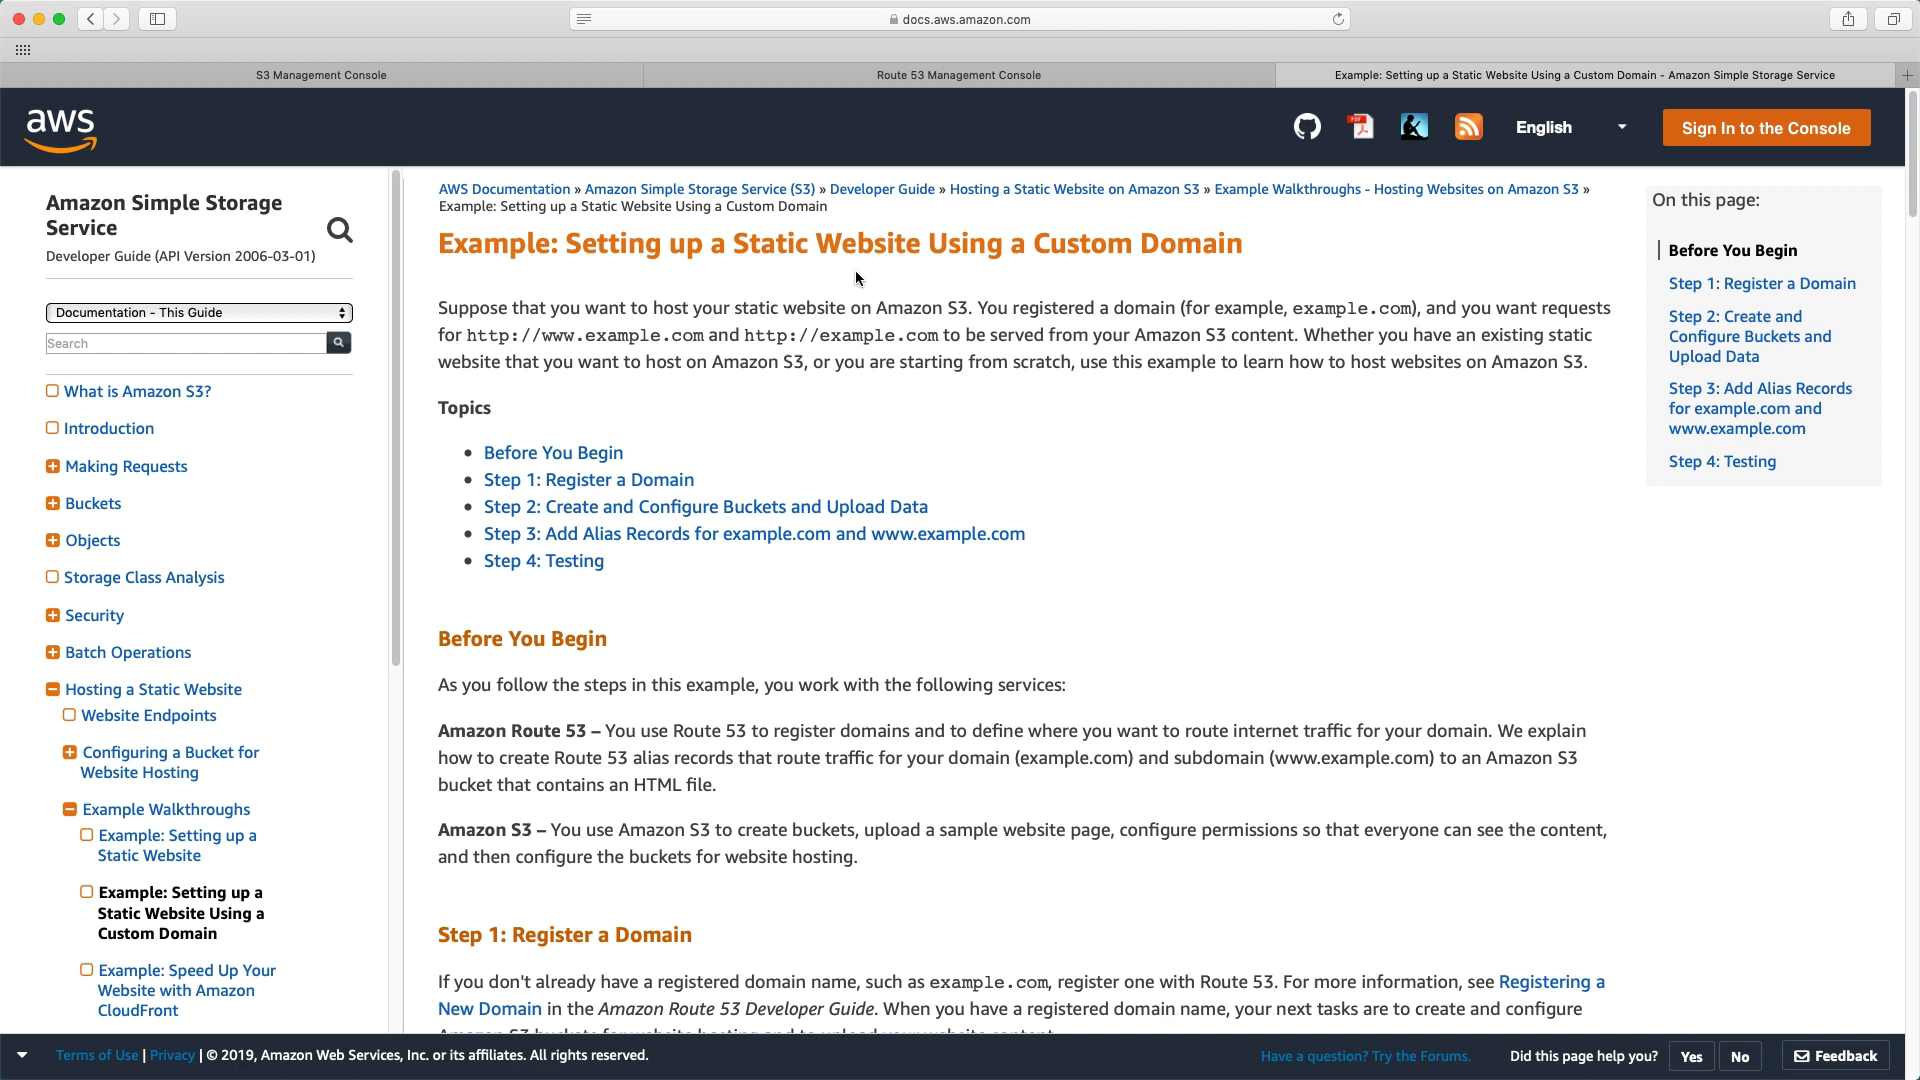 docs.aws.amazon.com
S3 Management Console
Route 53 Management Console
Example: Setting up a Static Website Using a Custom Domain - Amazon Simple Storage Service
aws
PDF
English
Sign In to the Console
Amazon Simple Storage
Service
Developer Guide (API Version 2006-03-01)
Documentation - This Guide
Search
What is Amazon S3?
Introduction
Making Requests
Buckets
Objects
Storage Class Analysis
Security
Batch Operations
Hosting a Static Website
Website Endpoints
Configuring a Bucket for
Website Hosting
Example Walkthroughs
Example: Setting up a
Static Website
Example: Setting up a
Static Website Using a
Custom Domain
Example: Speed Up Your
Website with Amazon
CloudFront
AWS Documentation » Amazon Simple Storage Service (S3) » Developer Guide » Hosting a Static Website on Amazon S3 » Example Walkthroughs - Hosting Websites on Amazon S3 »
Example: Setting up a Static Website Using a Custom Domain
Example: Setting up a Static Website Using a Custom Domain
Suppose that you want to host your static website on Amazon S3. You registered a domain (for example, example.com), and you want requests
for http://www.example.com and http://example.com to be served from your Amazon S3 content. Whether you have an existing static
website that you want to host on Amazon S3, or you are starting from scratch, use this example to learn how to host websites on Amazon S3.
Topics
• Before You Begin
• Step 1: Register a Domain
• Step 2: Create and Configure Buckets and Upload Data
• Step 3: Add Alias Records for example.com and www.example.com
• Step 4: Testing
Before You Begin
As you follow the steps in this example, you work with the following services:
Amazon Route 53 – You use Route 53 to register domains and to define where you want to route internet traffic for your domain. We explain
how to create Route 53 alias records that route traffic for your domain (example.com) and subdomain (www.example.com) to an Amazon S3
bucket that contains an HTML file.
Amazon S3 – You use Amazon S3 to create buckets, upload a sample website page, configure permissions so that everyone can see the content,
and then configure the buckets for website hosting.
Step 1: Register a Domain
If you don't already have a registered domain name, such as example.com, register one with Route 53. For more information, see Registering a
New Domain in the Amazon Route 53 Developer Guide. When you have a registered domain name, your next tasks are to create and configure
Amazon S3 buckets for website hosting and to upload your website content.
On this page:
Before You Begin
Step 1: Register a Domain
Step 2: Create and
Configure Buckets and
Upload Data
Step 3: Add Alias Records
for example.com and
www.example.com
Step 4: Testing
Terms of Use | Privacy | © 2019, Amazon Web Services, Inc. or its affiliates. All rights reserved.
Have a question? Try the Forums.
Did this page help you?
Yes
No
Feedback